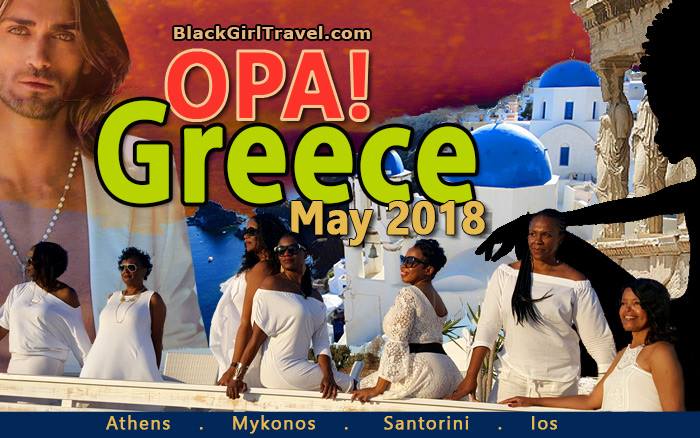 BlackGirlTravel.com
OPA!
Greece
May 2018
Athens . Mykonos . Santorini . Ios